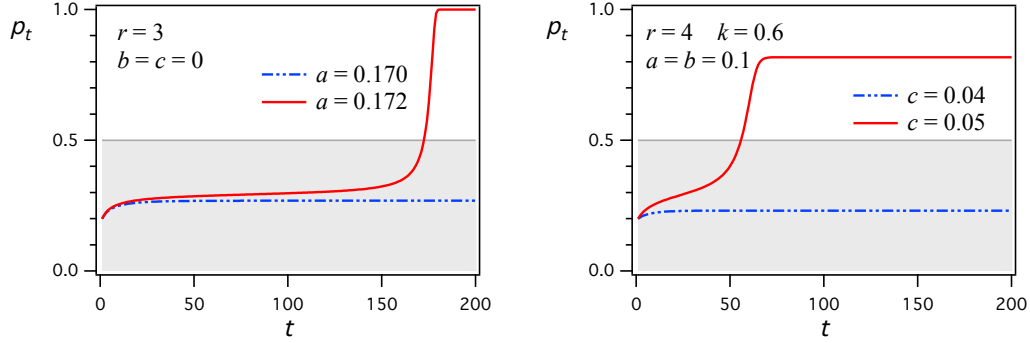 p_t
1.0
0.5
0.0
r = 3
b = c = 0
a = 0.170
a = 0.172
0 50 100 150 200
t
p_t
1.0
0.5
0.0
r = 4 k = 0.6
a = b = 0.1
c = 0.04
c = 0.05
0 50 100 150 200
t